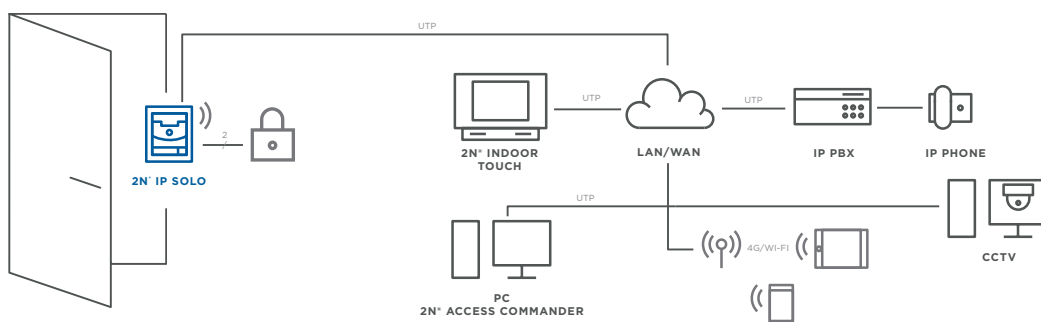 UTP
UTP
UTP
2
2N® INDOOR
TOUCH
LAN/WAN
IP PBX
IP PHONE
2N® IP SOLO
UTP
4G/WI-FI
CCTV
PC
2N® ACCESS COMMANDER